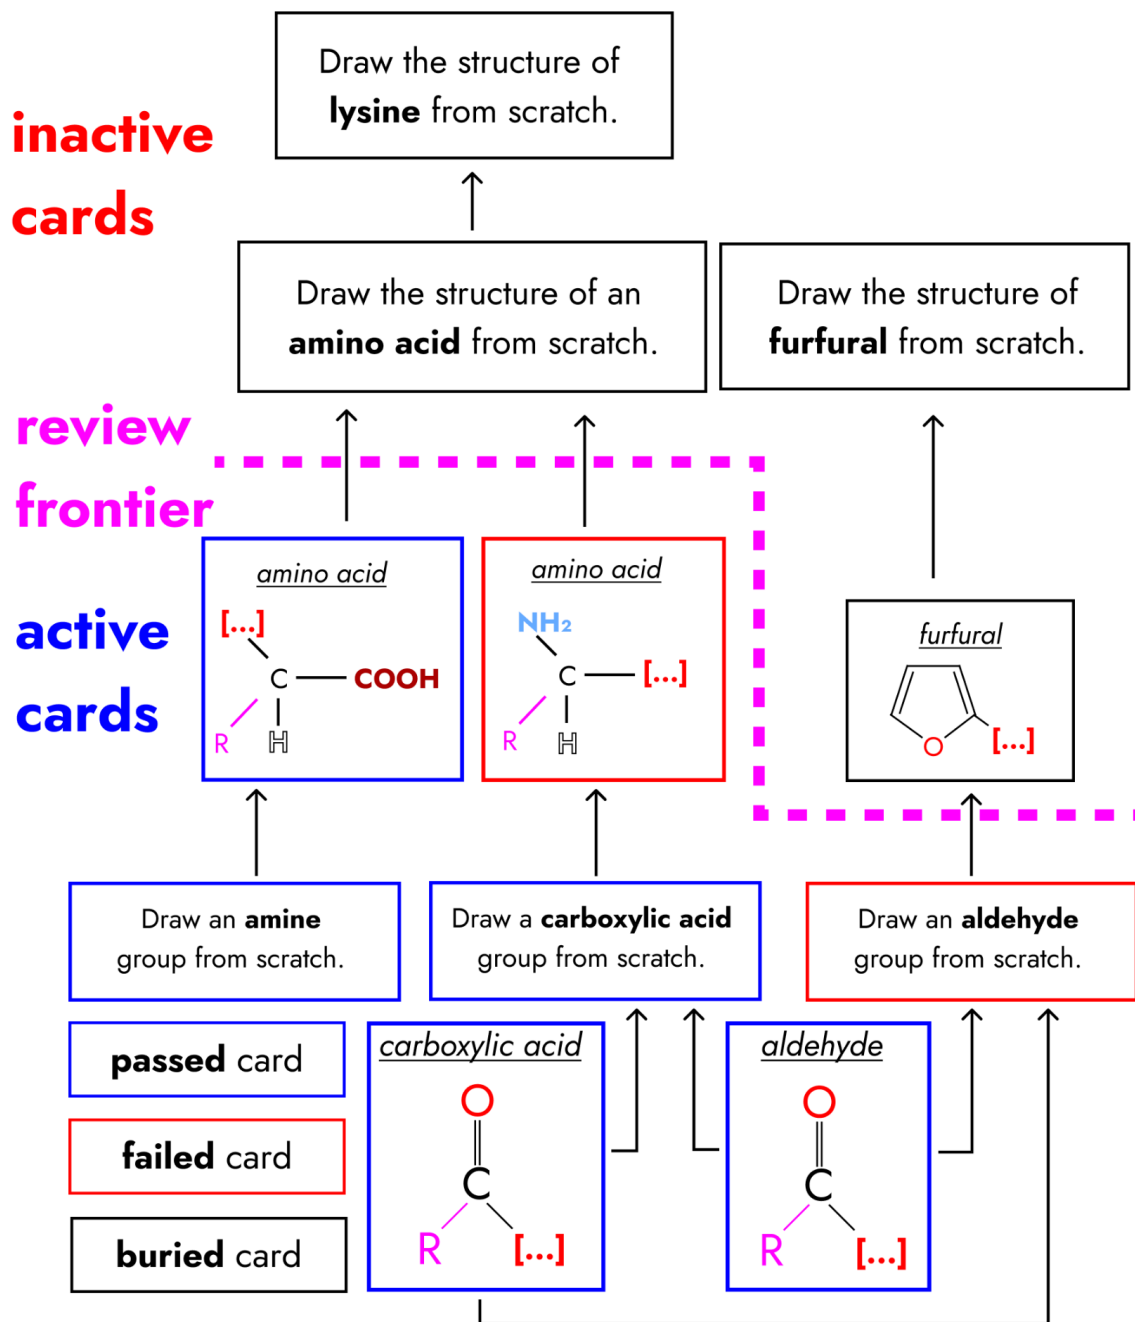 Draw the structure of
lysine from scratch.
inactive
cards
Draw the structure of an
amino acid from scratch.
Draw the structure of
furfural from scratch.
review
frontier
active
cards
amino acid
[...]
C
COOH
R
H
amino acid
NH₂
C
[...]
R
H
furfural
O
[...]
Draw an amine
group from scratch.
Draw a carboxylic acid
group from scratch.
Draw an aldehyde
group from scratch.
passed card
failed card
buried card
carboxylic acid
O
C
R
[...]
aldehyde
O
C
R
[...]